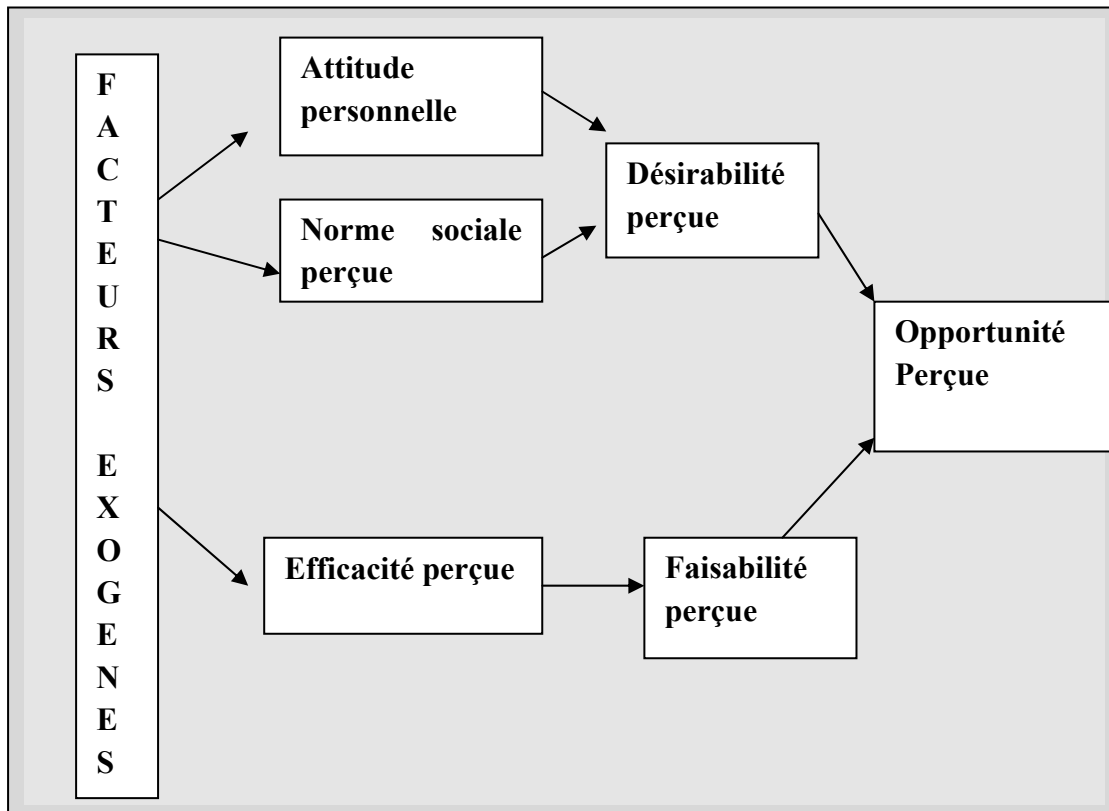 F
A
C
T
E
U
R
S
E
X
O
G
E
N
E
S
Attitude
personnelle
Norme sociale
perçue
Désirabilité
perçue
Opportunité
Perçue
Efficacité perçue
Faisabilité
perçue